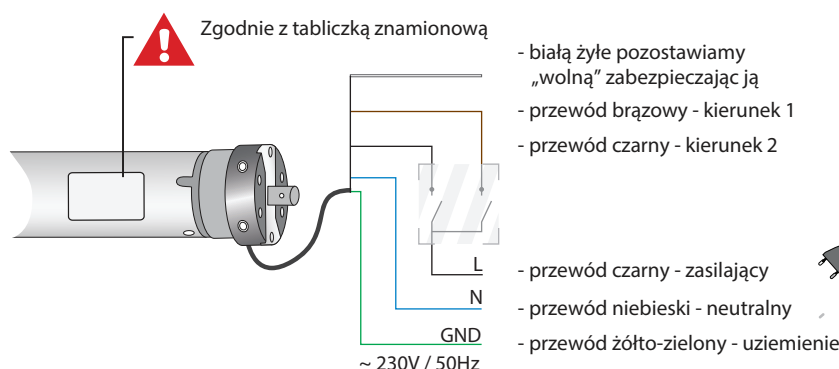 Zgodnie z tabliczką znamionową
- białą żyłe pozostawiamy
„wolną” zabezpieczając ją
- przewód brązowy - kierunek 1
- przewód czarny - kierunek 2
L
- przewód czarny - zasilający
N
- przewód niebieski - neutralny
GND
- przewód żółto-zielony - uziemienie
~ 230V / 50Hz